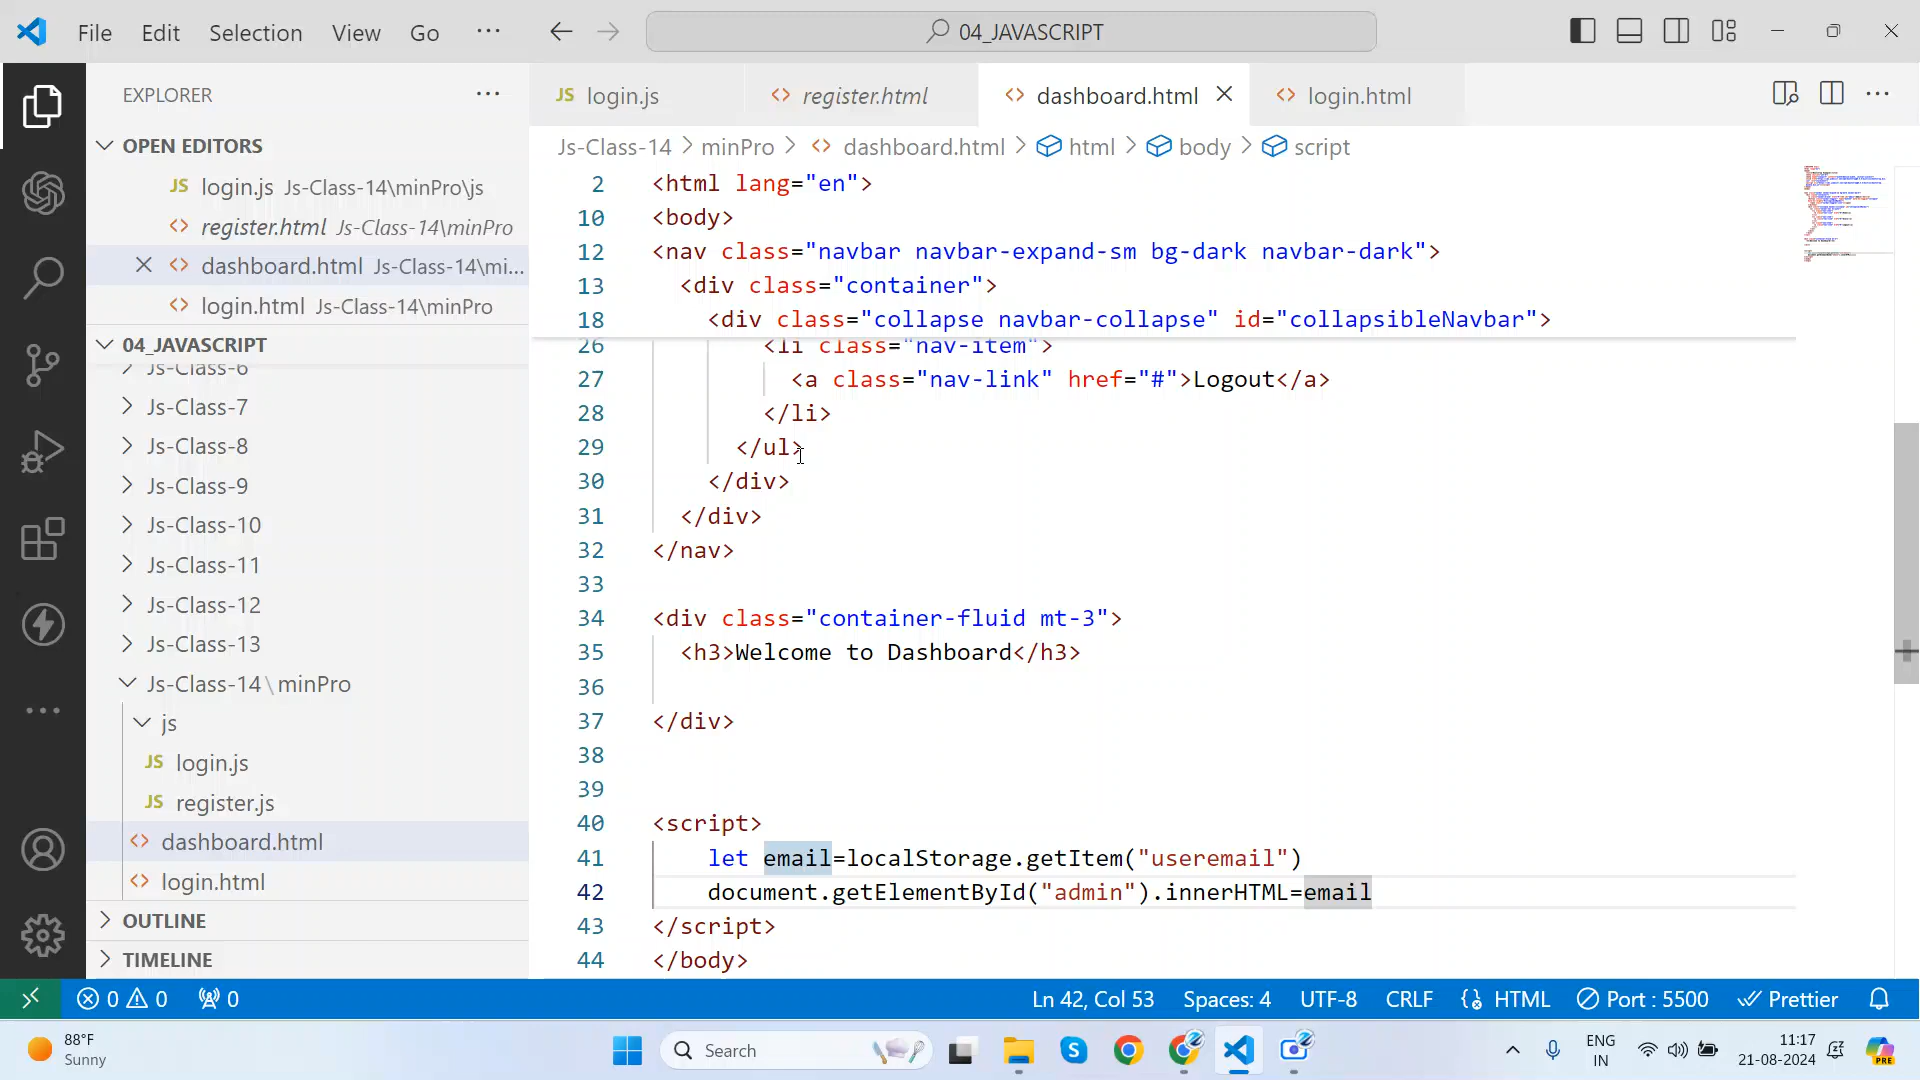 File Edit Selection View Go ···
04_JAVASCRIPT
EXPLORER
OPEN EDITORS
JS login.js Js-Class-14\minPro\js
<> register.html Js-Class-14\minPro
<> dashboard.html Js-Class-14\mi...
<> login.html Js-Class-14\minPro
04_JAVASCRIPT
Js-Class-6
Js-Class-7
Js-Class-8
Js-Class-9
Js-Class-10
Js-Class-11
Js-Class-12
Js-Class-13
Js-Class-14\minPro
js
JS login.js
JS register.js
<> dashboard.html
<> login.html
OUTLINE
TIMELINE
JS login.js <> register.html <> dashboard.html <> login.html
Js-Class-14 > minPro > <> dashboard.html > html > body > script
2 <html lang="en">
10 <body>
12 <nav class="navbar navbar-expand-sm bg-dark navbar-dark">
13 <div class="container">
18 <div class="collapse navbar-collapse" id="collapsibleNavbar">
26 <li class="nav-item">
27 <a class="nav-link" href="#">Logout</a>
28 </li>
29 </ul>
30 </div>
31 </div>
32 </nav>
33
34 <div class="container-fluid mt-3">
35 <h3>Welcome to Dashboard</h3>
36
37 </div>
38
39
40 <script>
41 let email=localStorage.getItem("useremail")
42 document.getElementById("admin").innerHTML=email
43 </script>
44 </body>
0 0 0 Ln 42, Col 53 Spaces: 4 UTF-8 CRLF HTML Port : 5500 Prettier
88°F
Sunny
Search
ENG
IN
11:17
21-08-2024
PRE